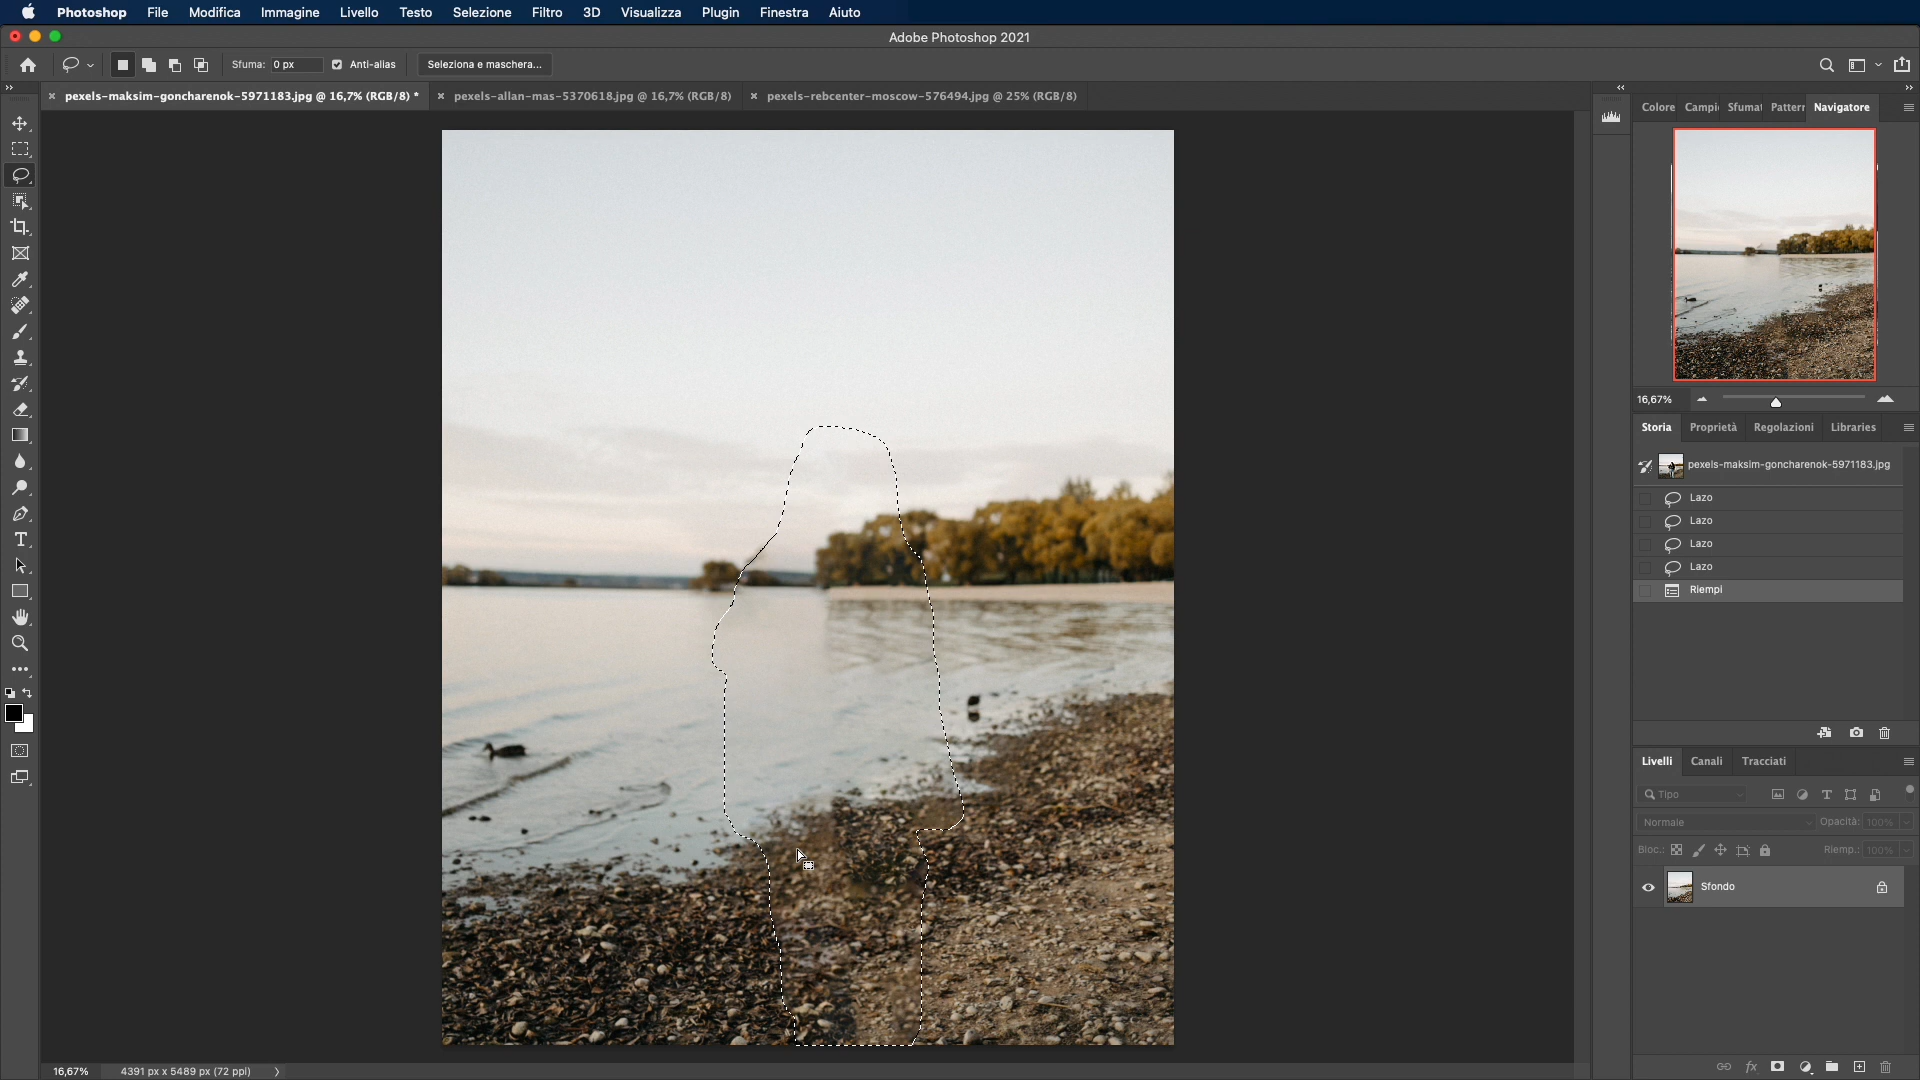 Photoshop File Modifica Immagine Livello Testo Selezione Filtro 3D Visualizza Plugin Finestra Aiuto
Adobe Photoshop 2021
Sfuma: 0 px Anti-alias Seleziona e maschera...
pexels-maksim-goncharenok-5971183.jpg @ 16,7% (RGB/8) * pexels-allan-mas-5370618.jpg @ 16,7% (RGB/8) pexels-rebcenter-moscow-576494.jpg @ 25% (RGB/8)
Colore Campi Sfumat Patterr Navigatore
16,67%
Storia Proprietà Regolazioni Libraries
pexels-maksim-goncharenok-5971183.jpg
Lazo
Lazo
Lazo
Lazo
Riempi
Livelli Canali Tracciati
Tipo
Normale Opacità: 100%
Bloc.: Riemp.: 100%
Sfondo
16,67% 4391 px x 5489 px (72 ppi)